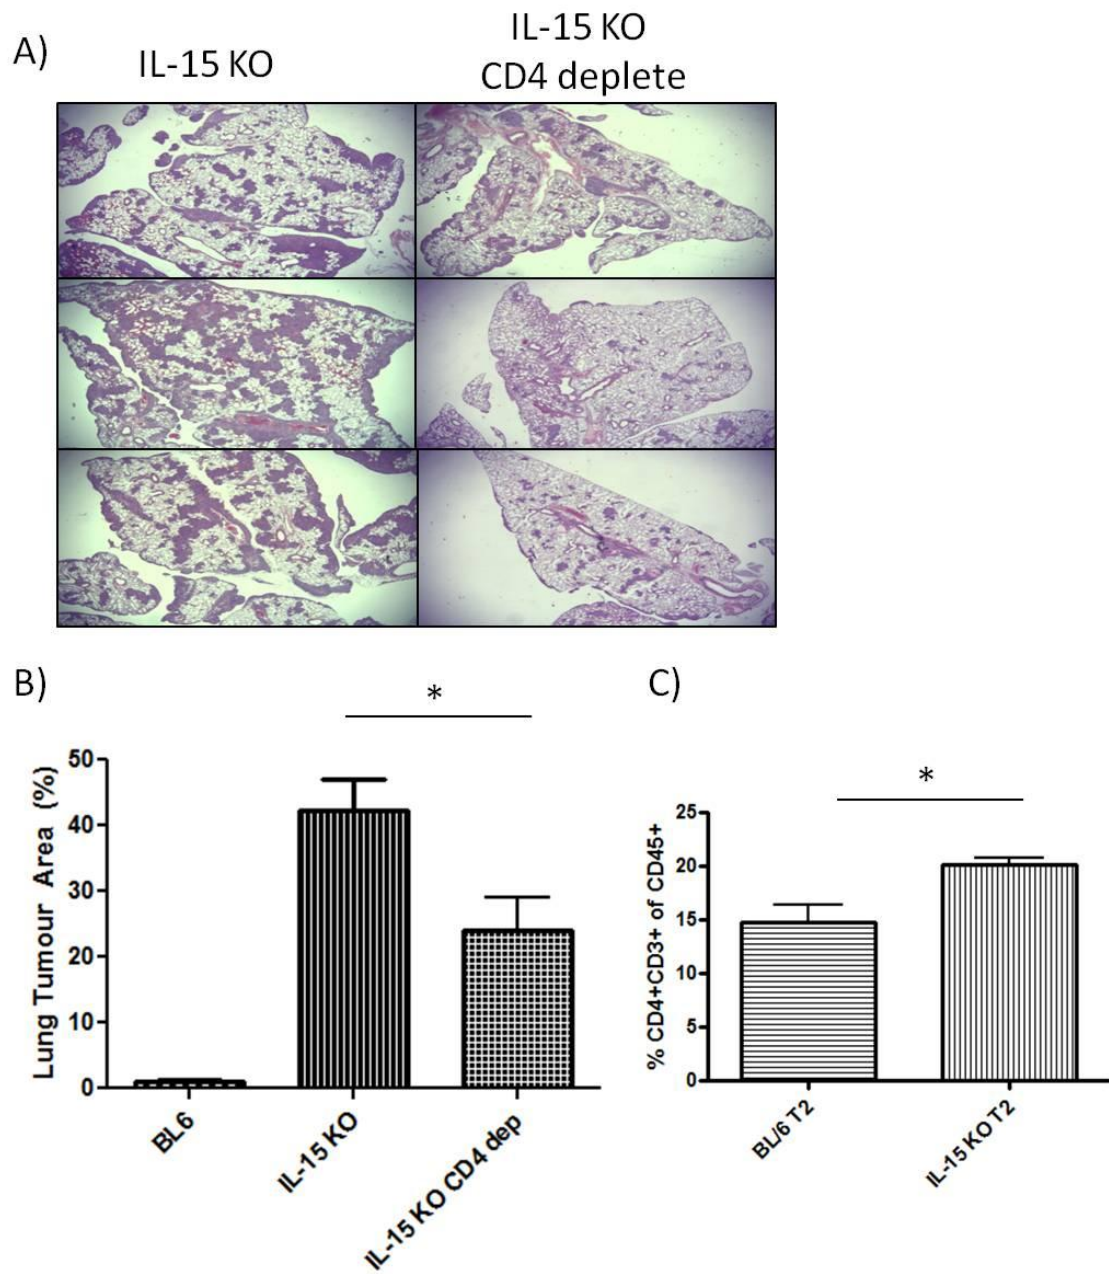 A)
IL-15 KO
IL-15 KO
CD4 deplete
B)
*
Lung Tumour Area (%)
50
40
30
20
10
0
BL6
IL-15 KO
IL-15 KO CD4 dep
C)
*
% CD4+CD3+ of CD45+
25
20
15
10
5
0
BL/6 T2
IL-15 KO T2